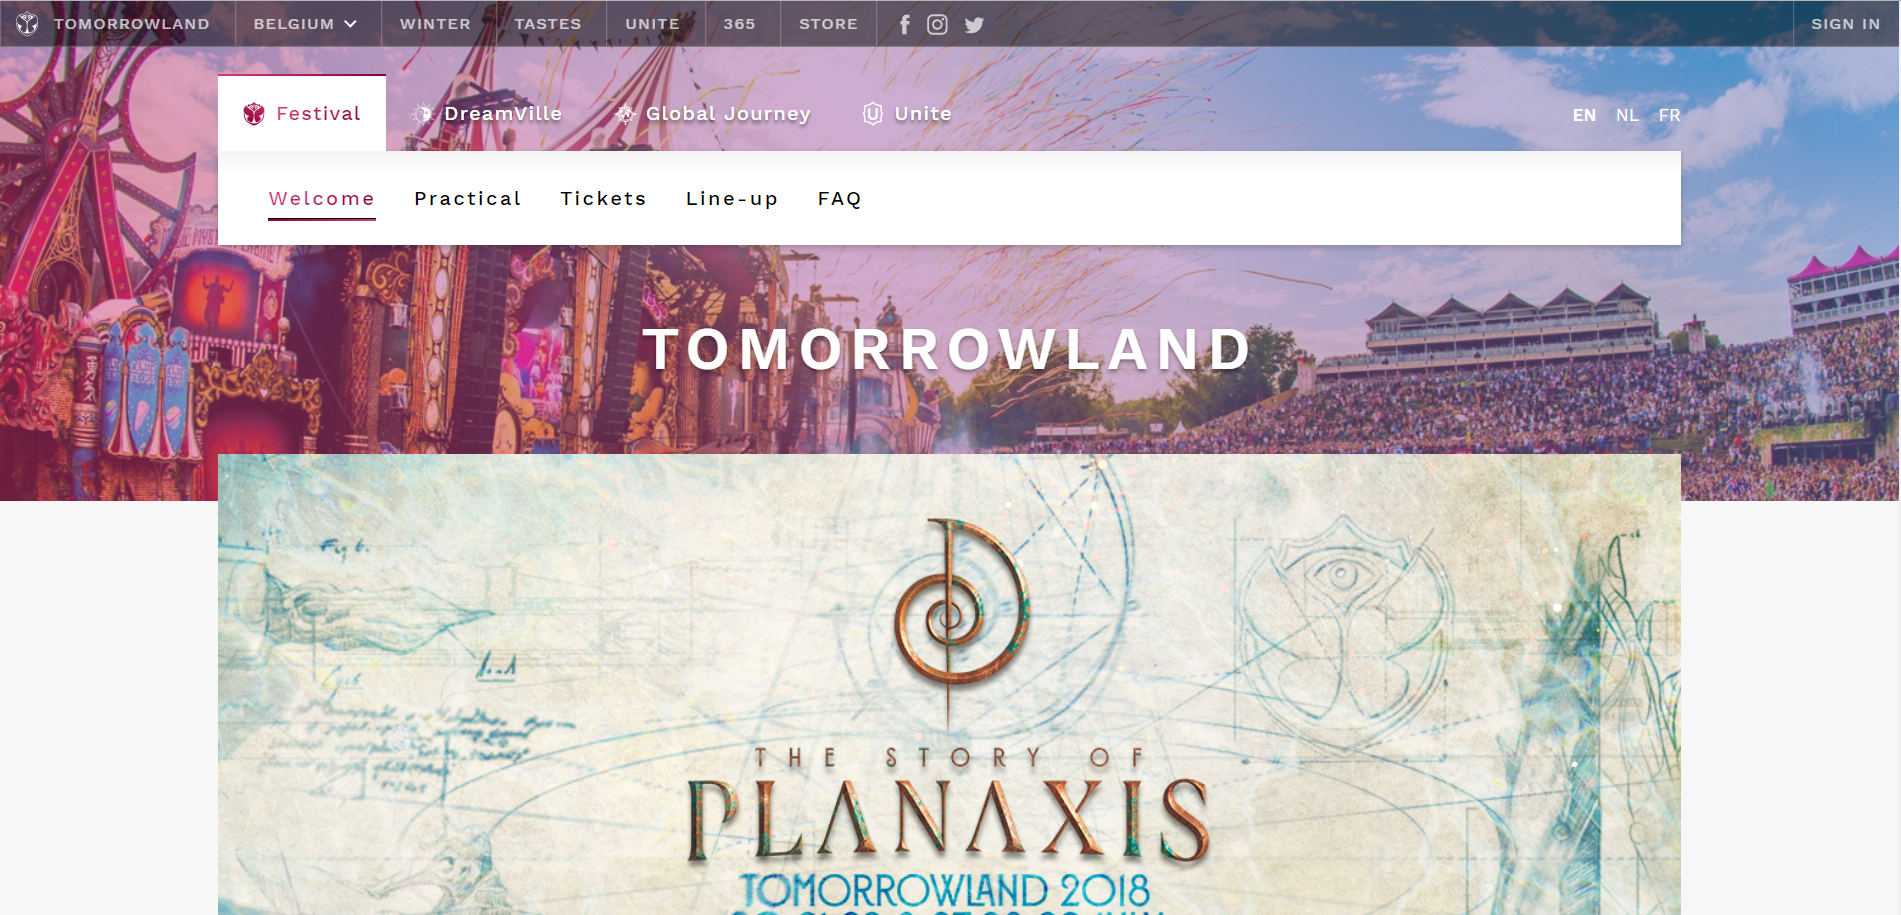 TOMORROWLAND BELGIUM WINTER TASTES UNITE 365 STORE SIGN IN
Festival DreamVille Global Journey Unite EN NL FR
Welcome Practical Tickets Line-up FAQ
TOMORROWLAND
Fig 6.
THE STORY OF
PLANAXIS
TOMORROWLAND 2018